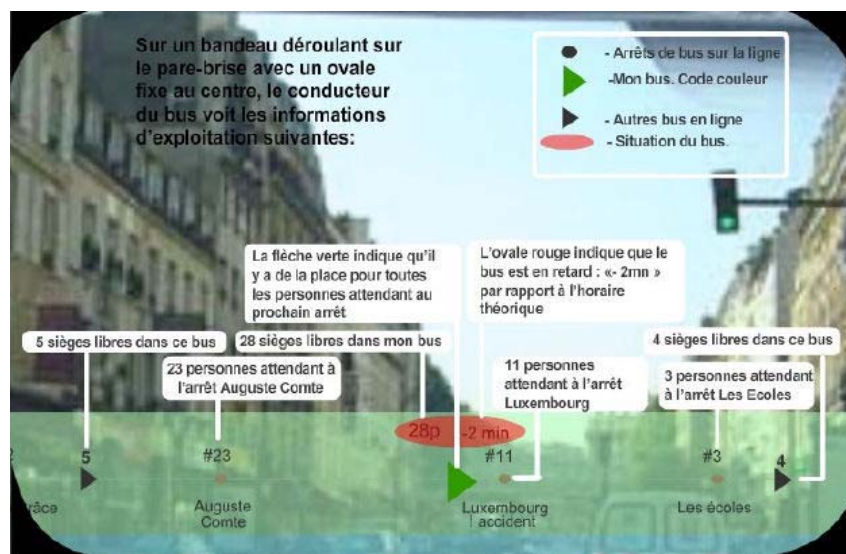 Sur un bandeau déroulant sur
le pare-brise avec un ovale
fixe au centre, le conducteur
du bus voit les informations
d'exploitation suivantes:
- Arrêts de bus sur la ligne
-Mon bus. Code couleur
- Autres bus en ligne
- Situation du bus.
La flèche verte indique qu'il
y a de la place pour toutes
les personnes attendant au
prochain arrêt
L'ovale rouge indique que le
bus est en retard : «- 2mn »
par rapport à l'horaire
théorique
5 sièges libres dans ce bus
28 sièges libres dans mon bus
4 sièges libres dans ce bus
23 personnes attendant à
l'arrêt Auguste Comte
11 personnes
attendant à l'arrêt
Luxembourg
3 personnes attendant
à l'arrêt Les Ecoles
28p -2 min
2 5 #23 #11 #3 4
râce
Auguste
Comte
Luxembourg
! accident
Les écoles